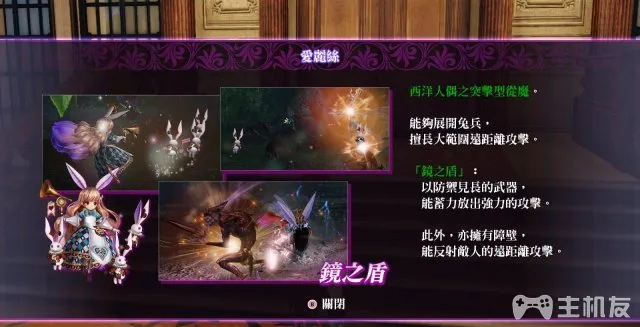 愛麗絲
西洋人偶之突擊型從魔。
能夠展開兔兵，
擅長大範圍遠距離攻擊。
「鏡之盾」：
以防禦見長的武器，
能蓄力放出強力的攻擊。
此外，亦擁有障壁，
能反射敵人的遠距離攻擊。
鏡之盾
關閉
主机友